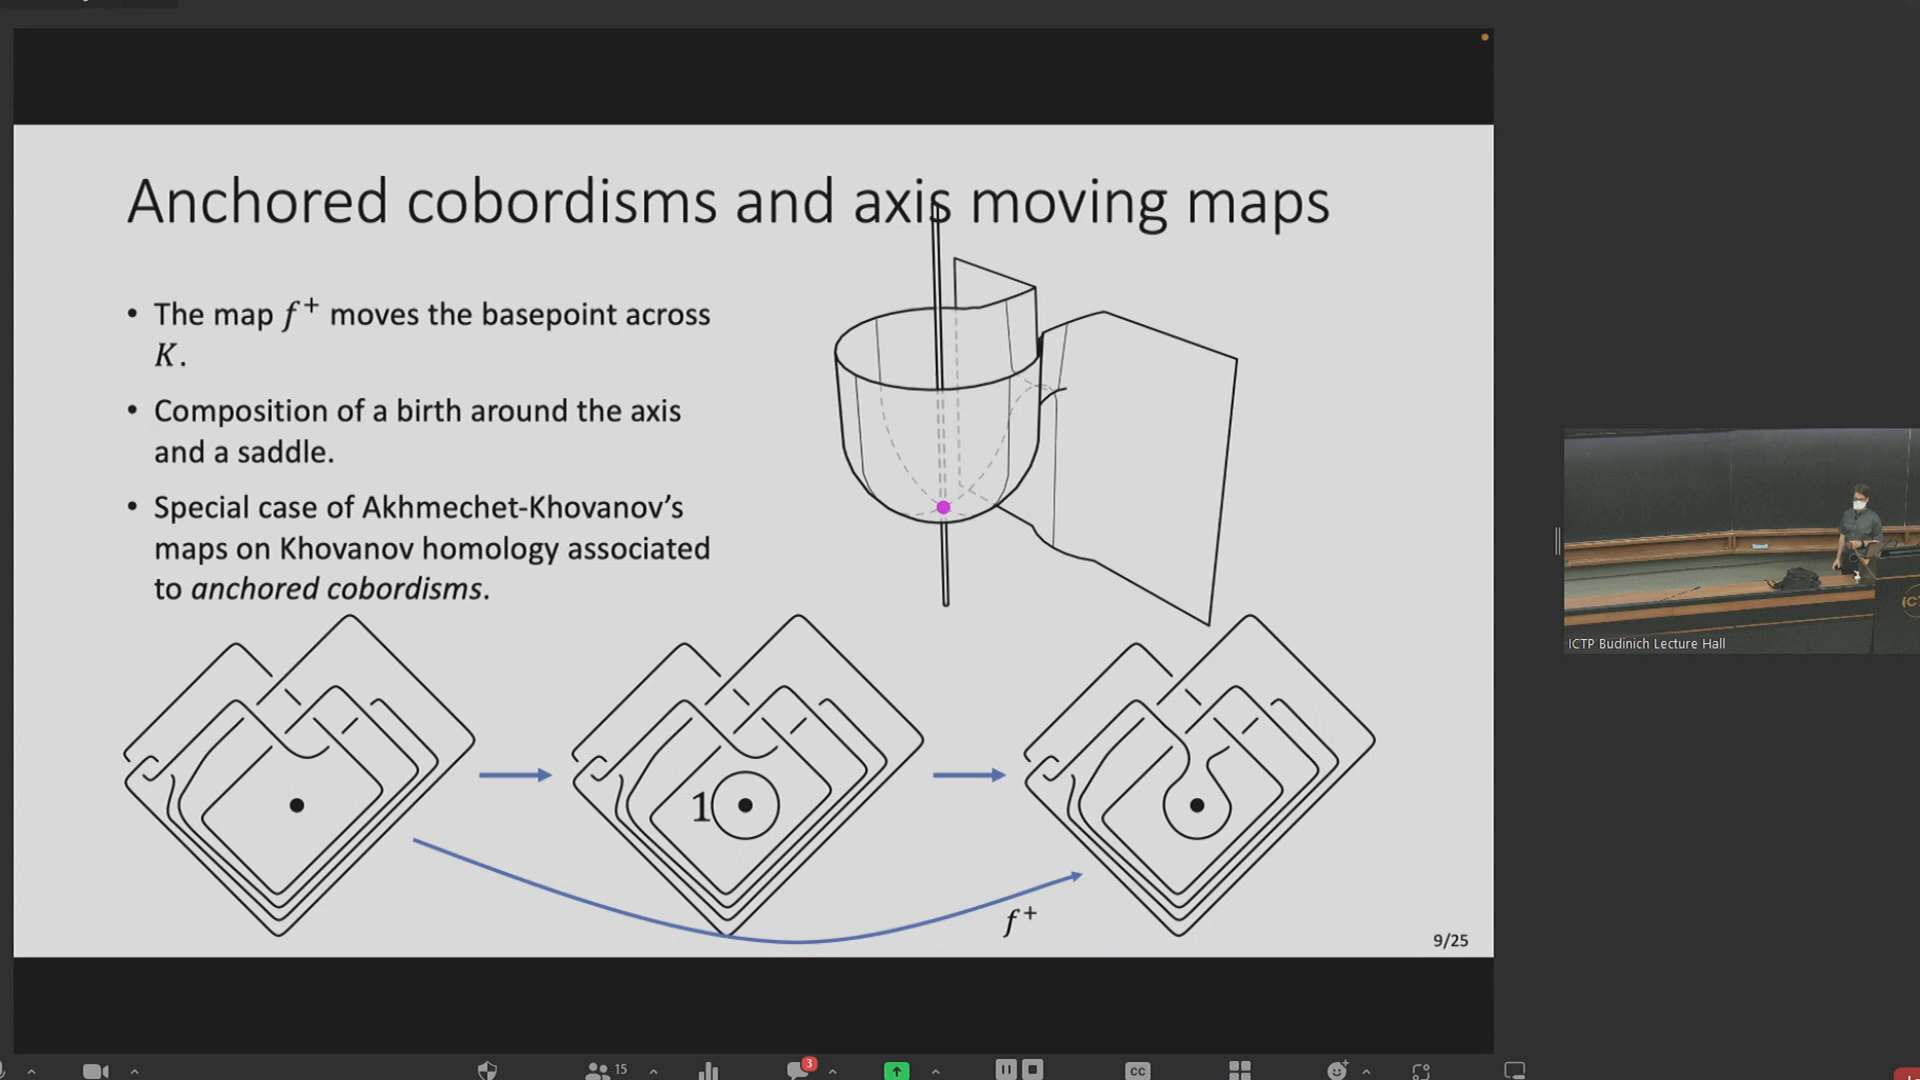 Anchored cobordisms and axis moving maps
• The map f⁺ moves the basepoint across
K.
• Composition of a birth around the axis
and a saddle.
• Special case of Akhmechet-Khovanov's
maps on Khovanov homology associated
to anchored cobordisms.
1
f⁺
9/25
ICTP Budinich Lecture Hall
15
3
CC